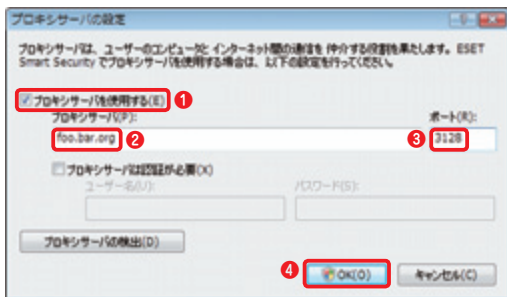 プロキシサーバの設定
プロキシサーバは、ユーザーのコンピュータと インターネット間の通信を 仲介する役割を果たします。ESET
Smart Security でプロキシサーバを使用する場合は、以下の設定を行ってください。
プロキシサーバを使用する(E) 1
プロキシサーバ(P): ポート(R):
foo.bar.org 2 3 3128
プロキシサーバは認証が必要(X)
ユーザー名(U): パスワード(S):
プロキシサーバの検出(D)
4 OK(O) キャンセル(C)